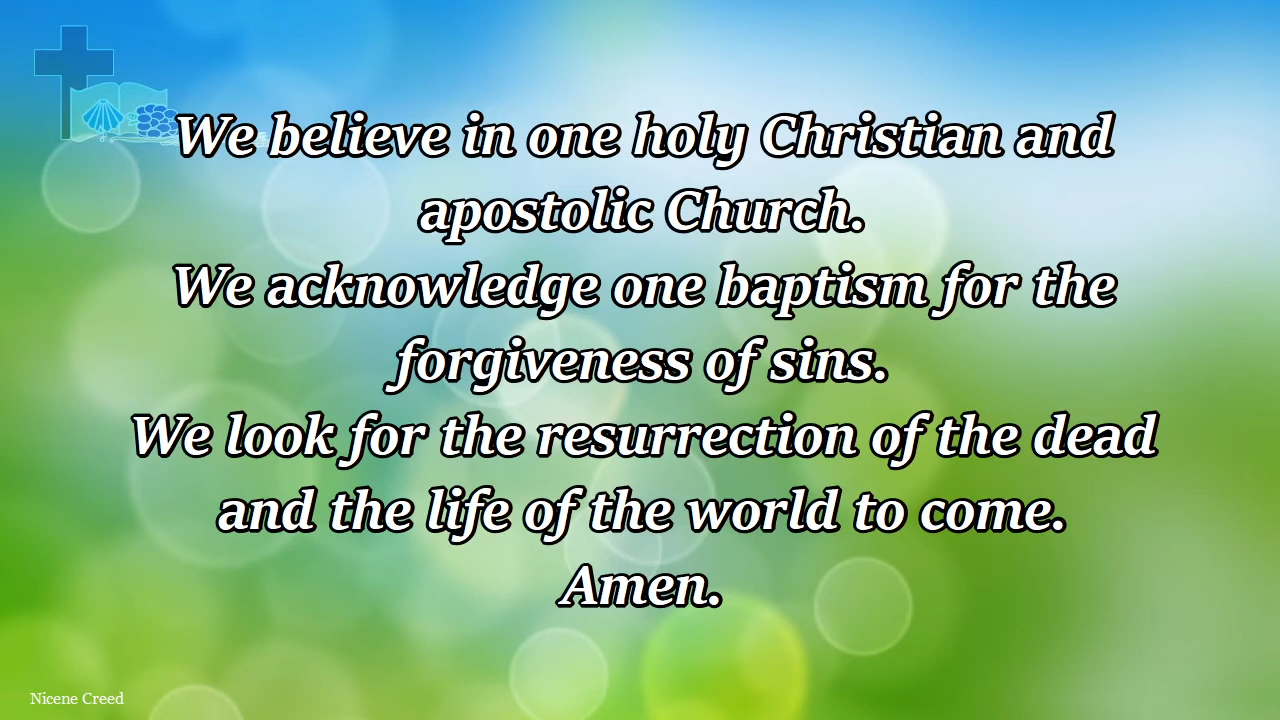 We believe in one holy Christian and
apostolic Church.
We acknowledge one baptism for the
forgiveness of sins.
We look for the resurrection of the dead
and the life of the world to come.
Amen.
Nicene Creed